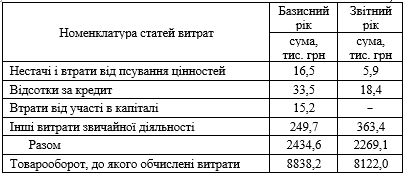 Номенклатура статей витрат
Базисний рік
Звітний рік
сума, тис. грн
сума, тис. грн
Нестачі і втрати від псування цінностей 16,5 5,9
Відсотки за кредит 33,5 18,4
Втрати від участі в капіталі 15,2 –
Інші витрати звичайної діяльності 249,7 363,4
Разом 2434,6 2269,1
Товарооборот, до якого обчислені витрати 8838,2 8122,0